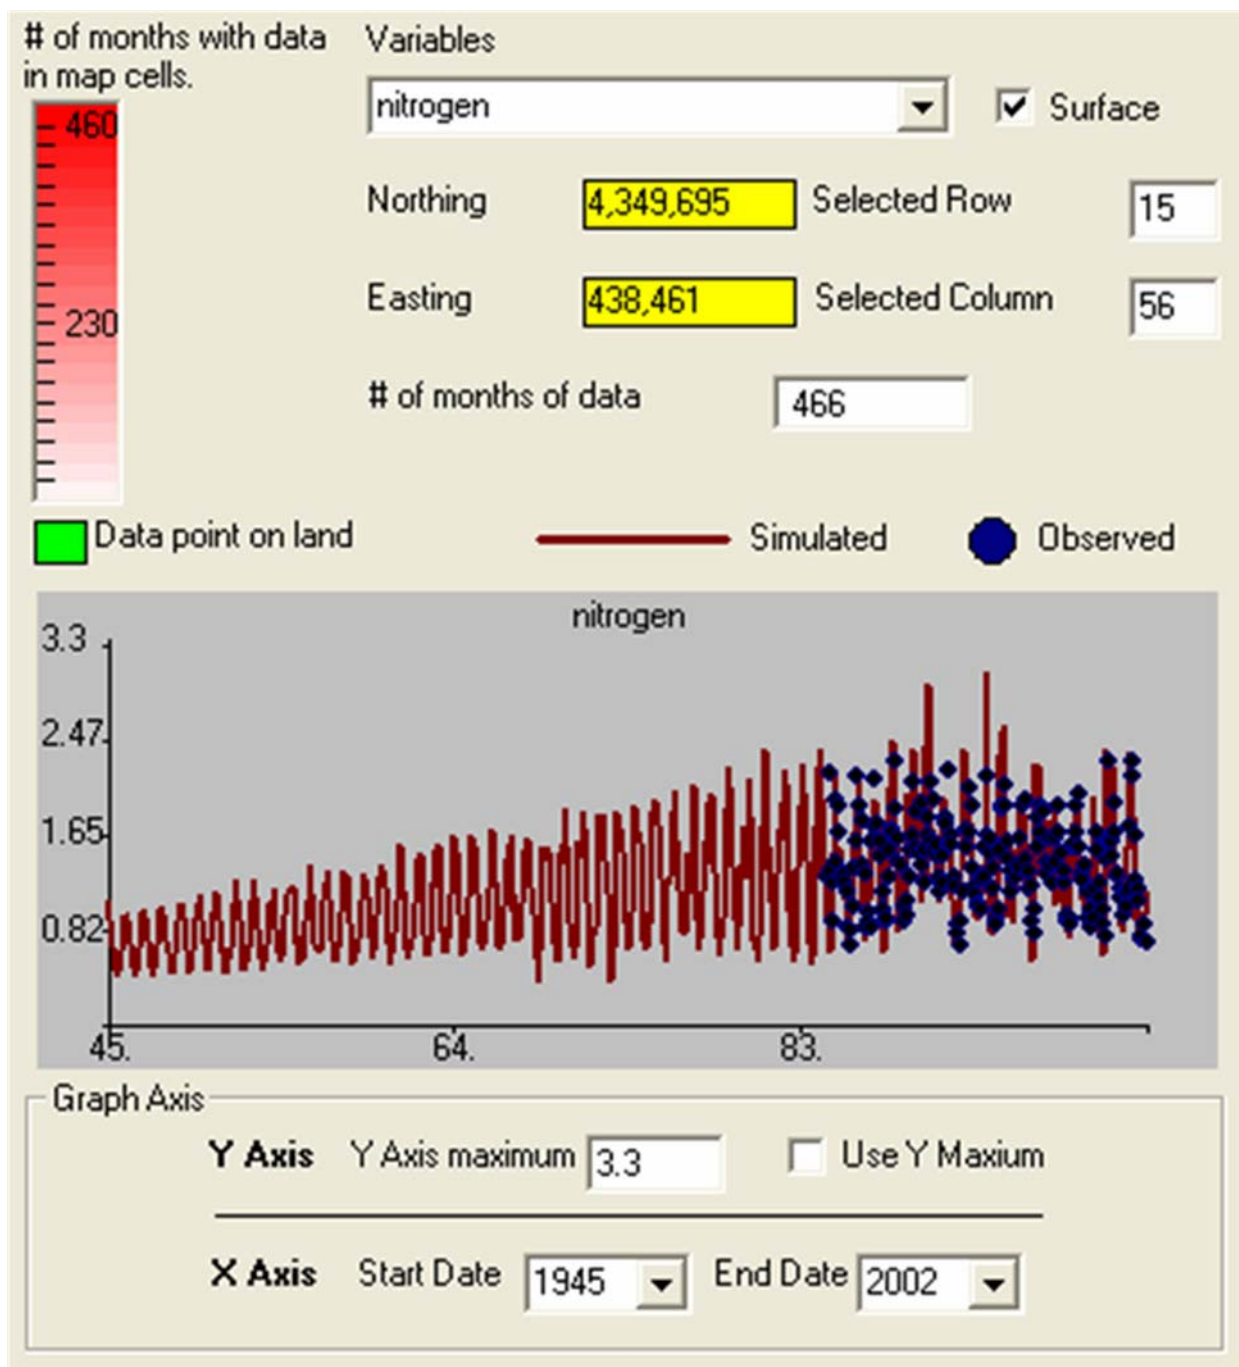 # of months with data
in map cells.
Variables
nitrogen
Surface
460
230
Northing
4,349,695
Selected Row
15
Easting
438,461
Selected Column
56
# of months of data
466
Data point on land
Simulated
Observed
nitrogen
3.3
2.47
1.65
0.82
45.
64.
83.
Graph Axis
Y Axis
Y Axis maximum
3.3
Use Y Maxium
X Axis
Start Date
1945
End Date
2002